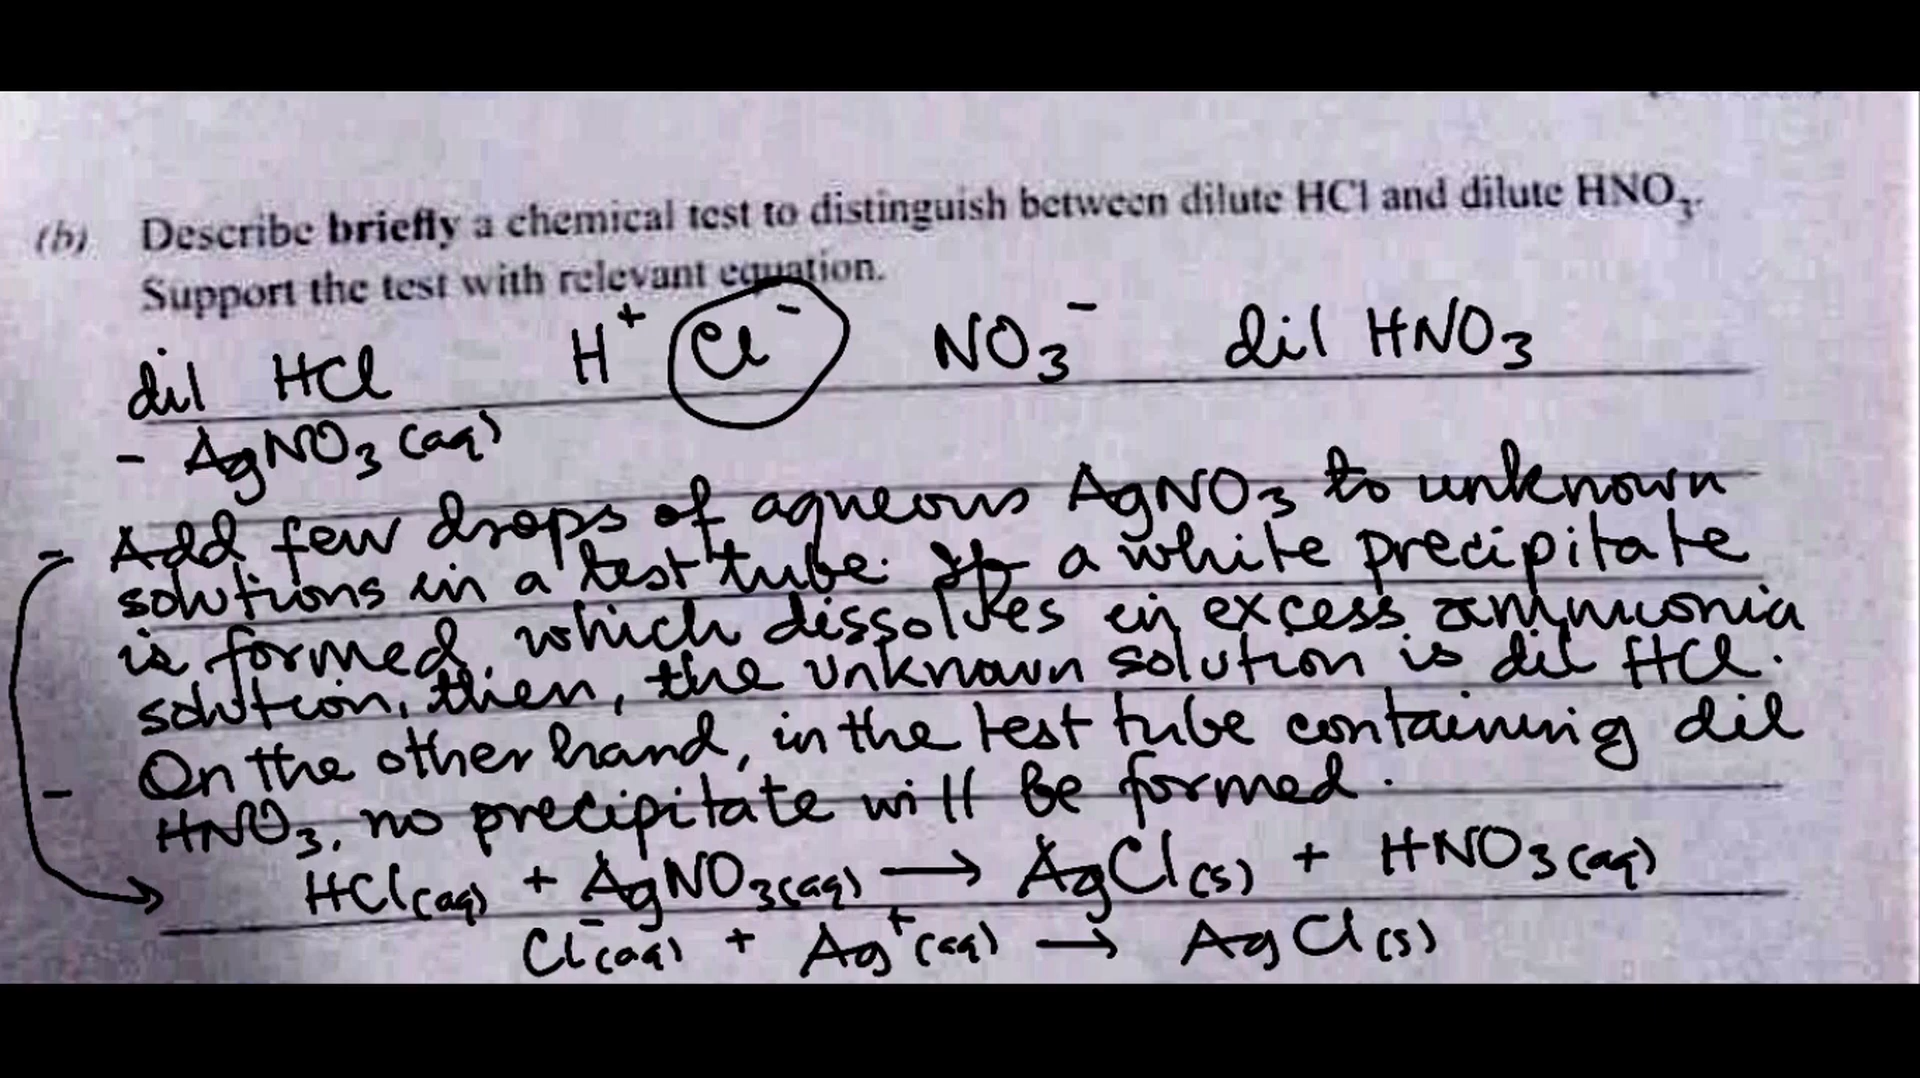 (b) Describe briefly a chemical test to distinguish between dilute HCl and dilute HNO₃.
Support the test with relevant equation.
dil HCl H⁺ Cl⁻ NO₃⁻ dil HNO₃
- AgNO₃ (aq)
- Add few drops of aqueous AgNO₃ to unknown
solutions in a test tube. If a white precipitate
is formed, which dissolves in excess ammonia
solution, then, the unknown solution is dil HCl.
- On the other hand, in the test tube containing dil
HNO₃, no precipitate will be formed.
HCl(aq) + AgNO₃(aq) → AgCl(s) + HNO₃(aq)
Cl⁻(aq) + Ag⁺(aq) → AgCl(s)